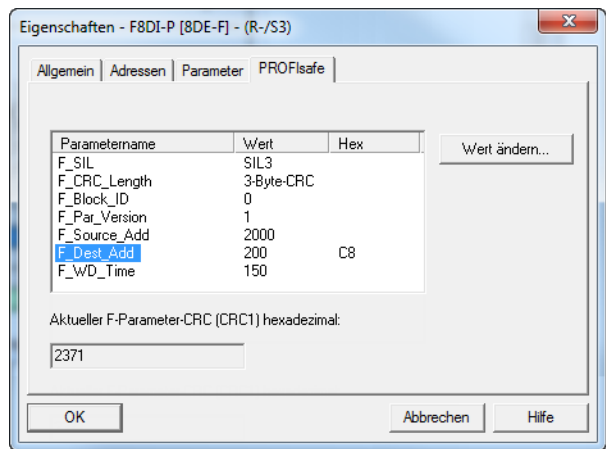 Eigenschaften - F8DI-P [8DE-F] - (R-/S3)
Allgemein Adressen Parameter PROFIsafe
Parametername Wert Hex
F_SIL SIL3
F_CRC_Length 3-Byte-CRC
F_Block_ID 0
F_Par_Version 1
F_Source_Add 2000
F_Dest_Add 200 C8
F_WD_Time 150
Wert ändern...
Aktueller F-Parameter-CRC (CRC1) hexadezimal:
2371
OK Abbrechen Hilfe